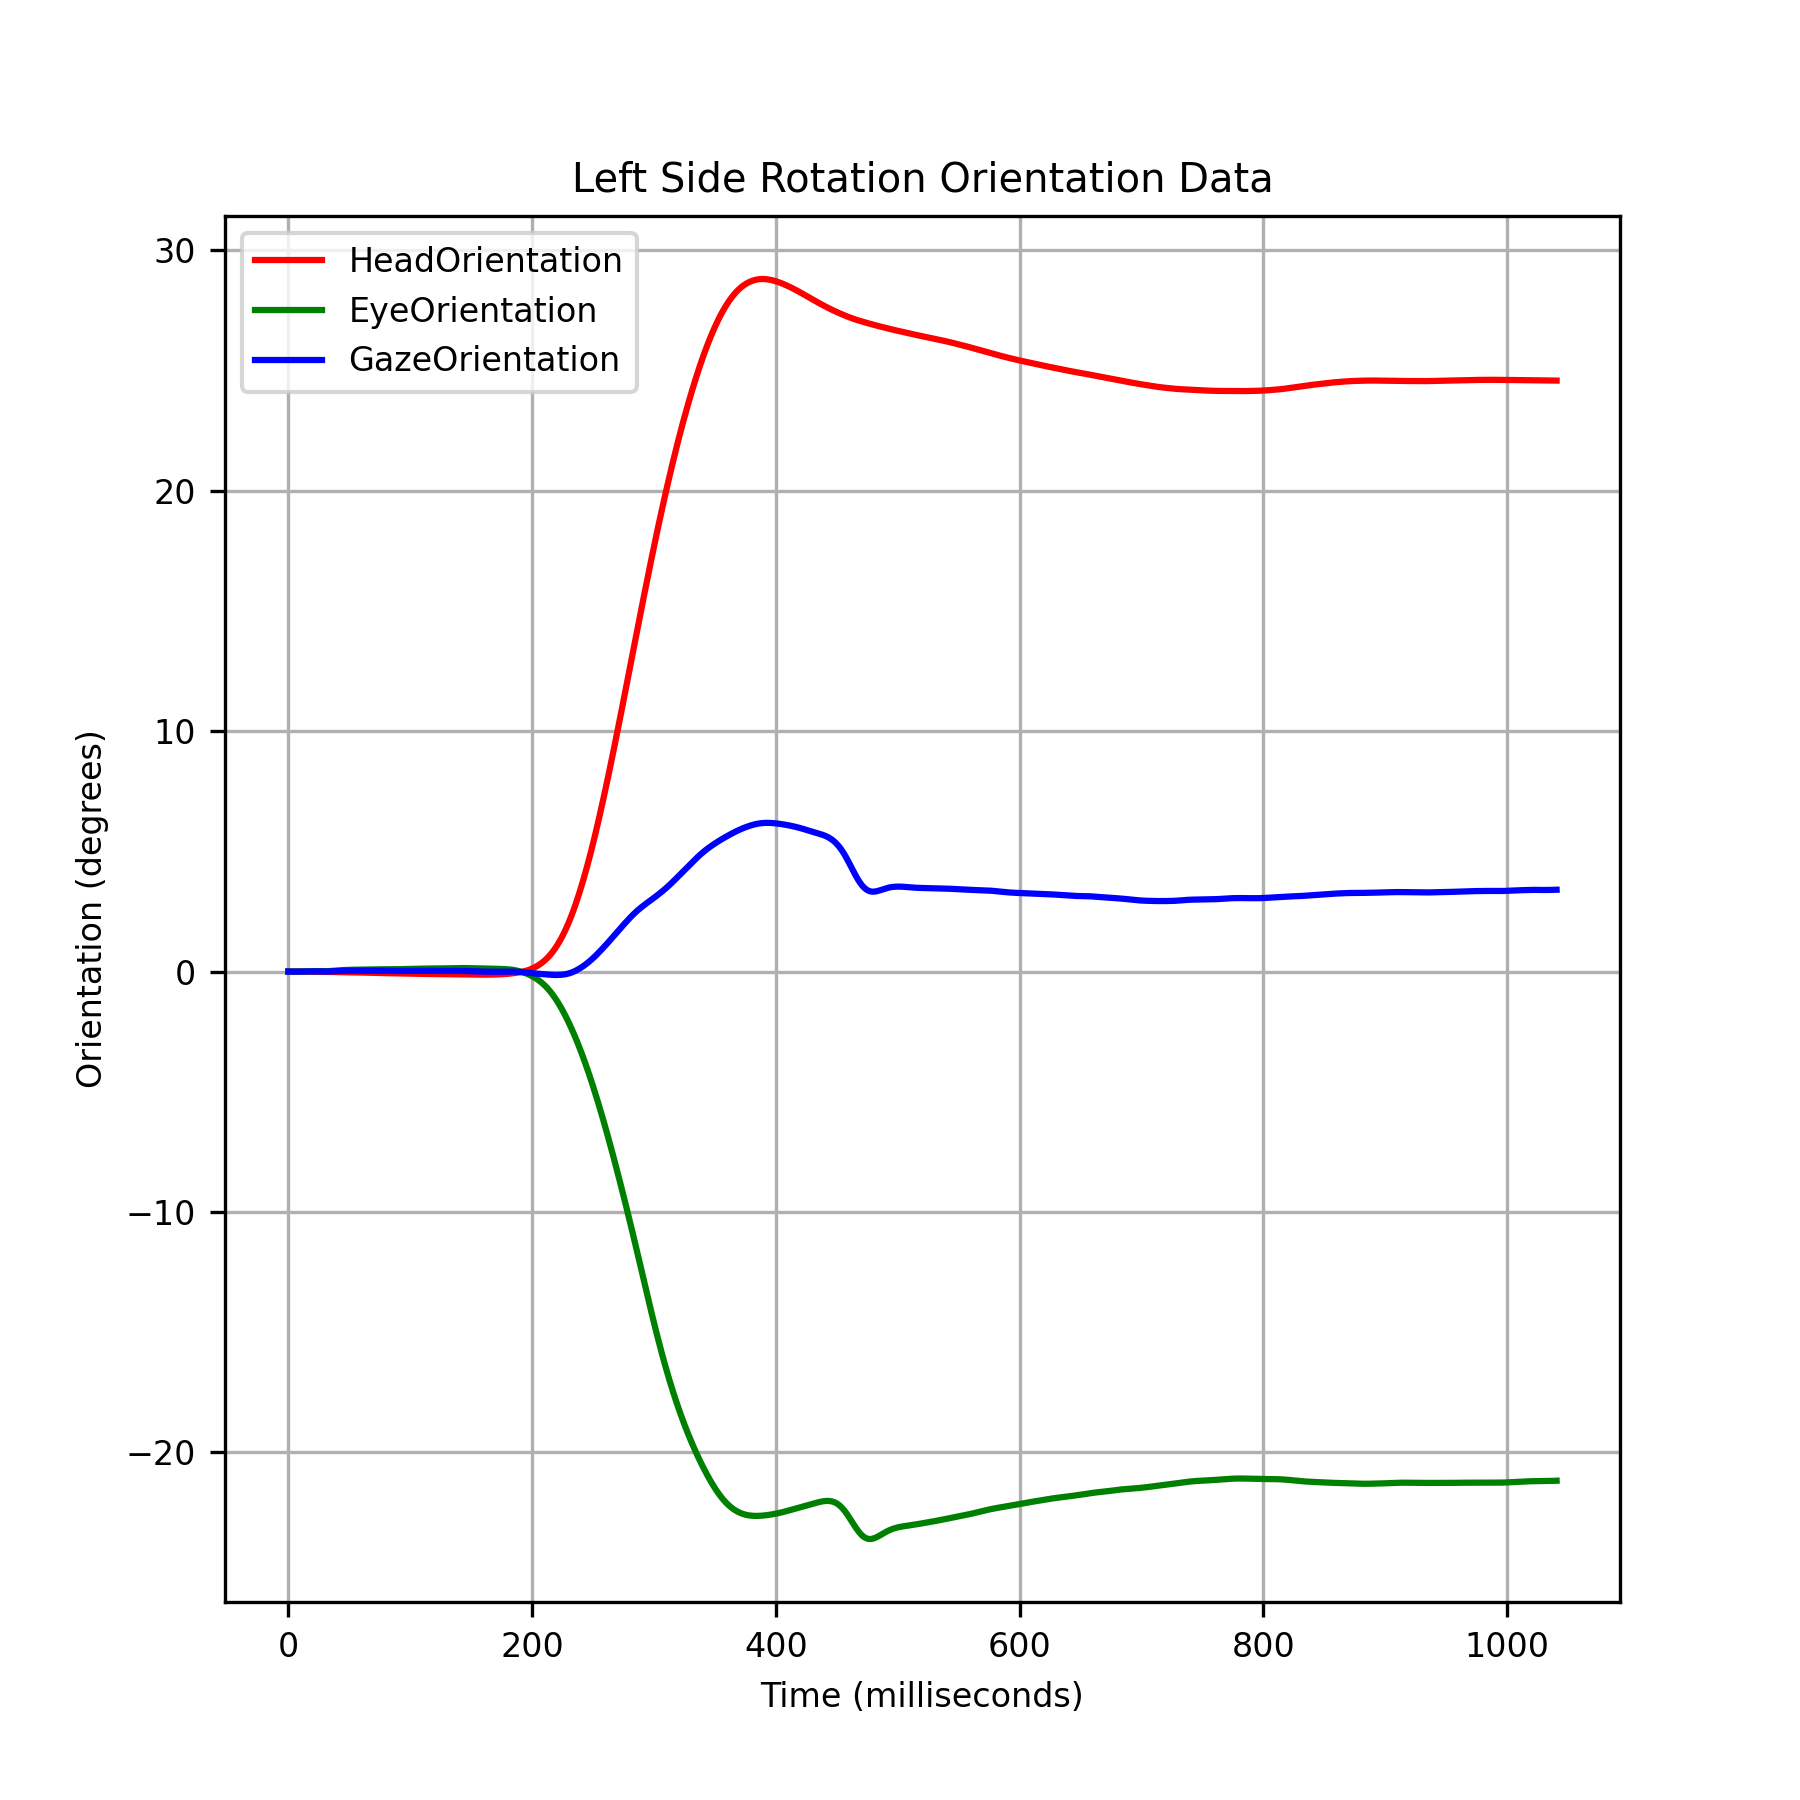 Left Side Rotation Orientation Data
HeadOrientation
EyeOrientation
GazeOrientation
30
20
10
0
−10
−20
Orientation (degrees)
0 200 400 600 800 1000
Time (milliseconds)